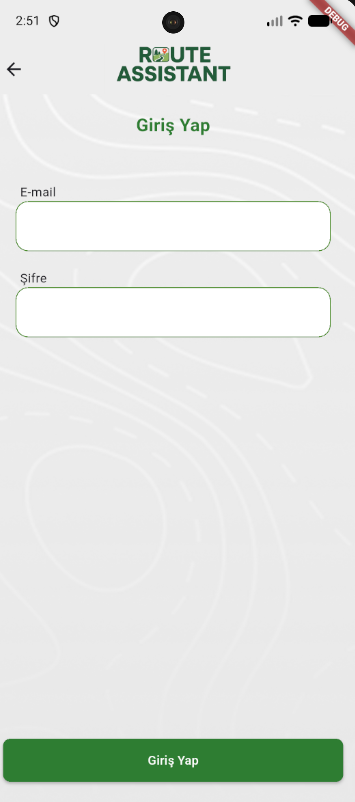 2:51
DEBUG
ROUTE
ASSISTANT
Giriş Yap
E-mail
Şifre
Giriş Yap